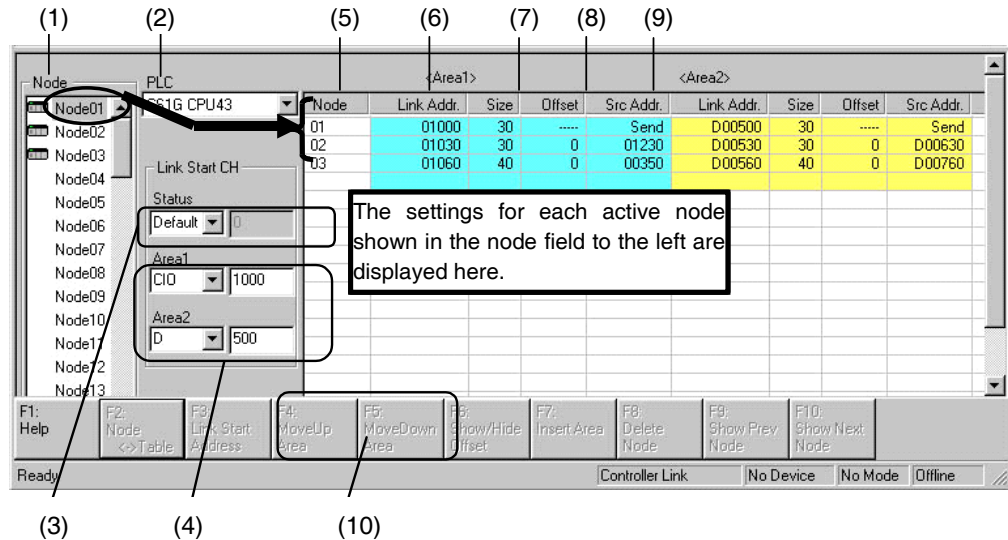 (1) (2) (5) (6) (7) (8) (9)
<Area1> <Area2>
Node PLC
CS1G CPU43
Node Link Addr. Size Offset Src Addr. Link Addr. Size Offset Src Addr.
01 01000 30 ----- Send D00500 30 ----- Send
02 01030 30 0 01230 D00530 30 0 D00630
03 01060 40 0 00350 D00560 40 0 D00760
Node01
Node02
Node03
Node04
Node05
Node06
Node07
Node08
Node09
Node10
Node11
Node12
Node13
Link Start CH
Status
Default 0
Area1
CIO 1000
Area2
D 500
The settings for each active node
shown in the node field to the left are
displayed here.
F1:
Help
F2:
Node
<->Table
F3:
Link Start
Address
F4:
MoveUp
Area
F5:
MoveDown
Area
F6:
Show/Hide
Offset
F7:
Insert Area
F8:
Delete
Node
F9:
Show Prev
Node
F10:
Show Next
Node
Ready Controller Link No Device No Mode Offline
(3) (4) (10)